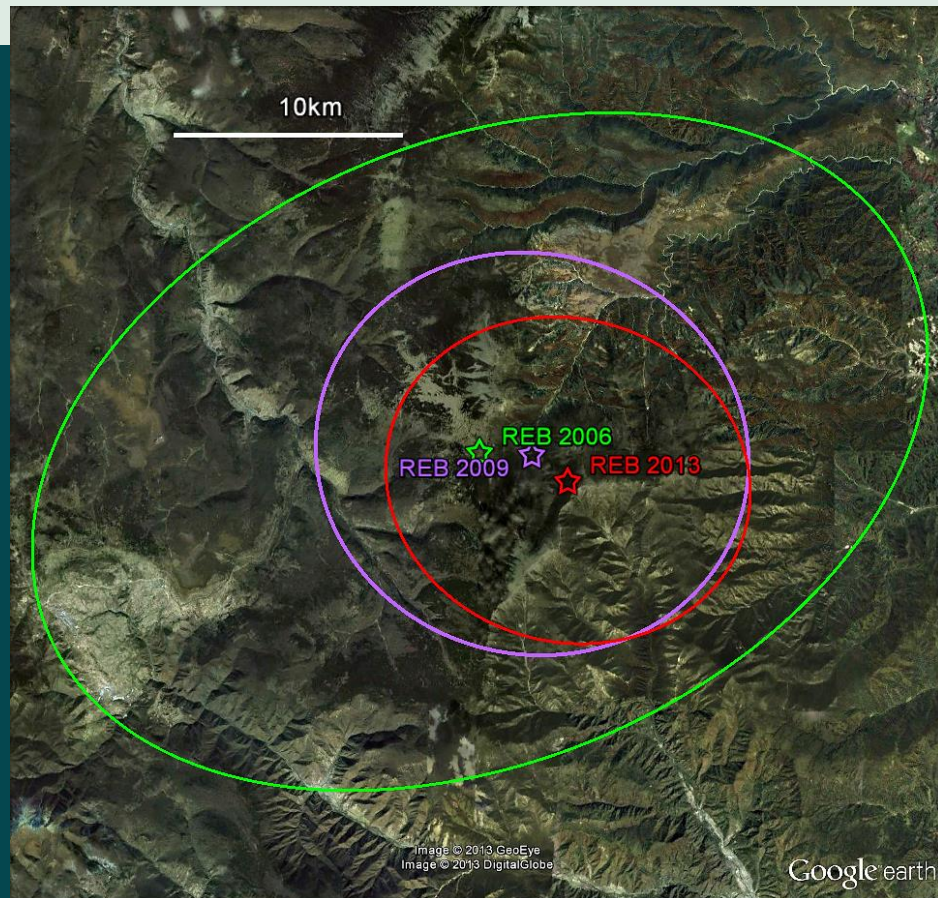 10km
REB 2006
REB 2009
REB 2013
Image © 2013 GeoEye
Image © 2013 DigitalGlobe
Google earth